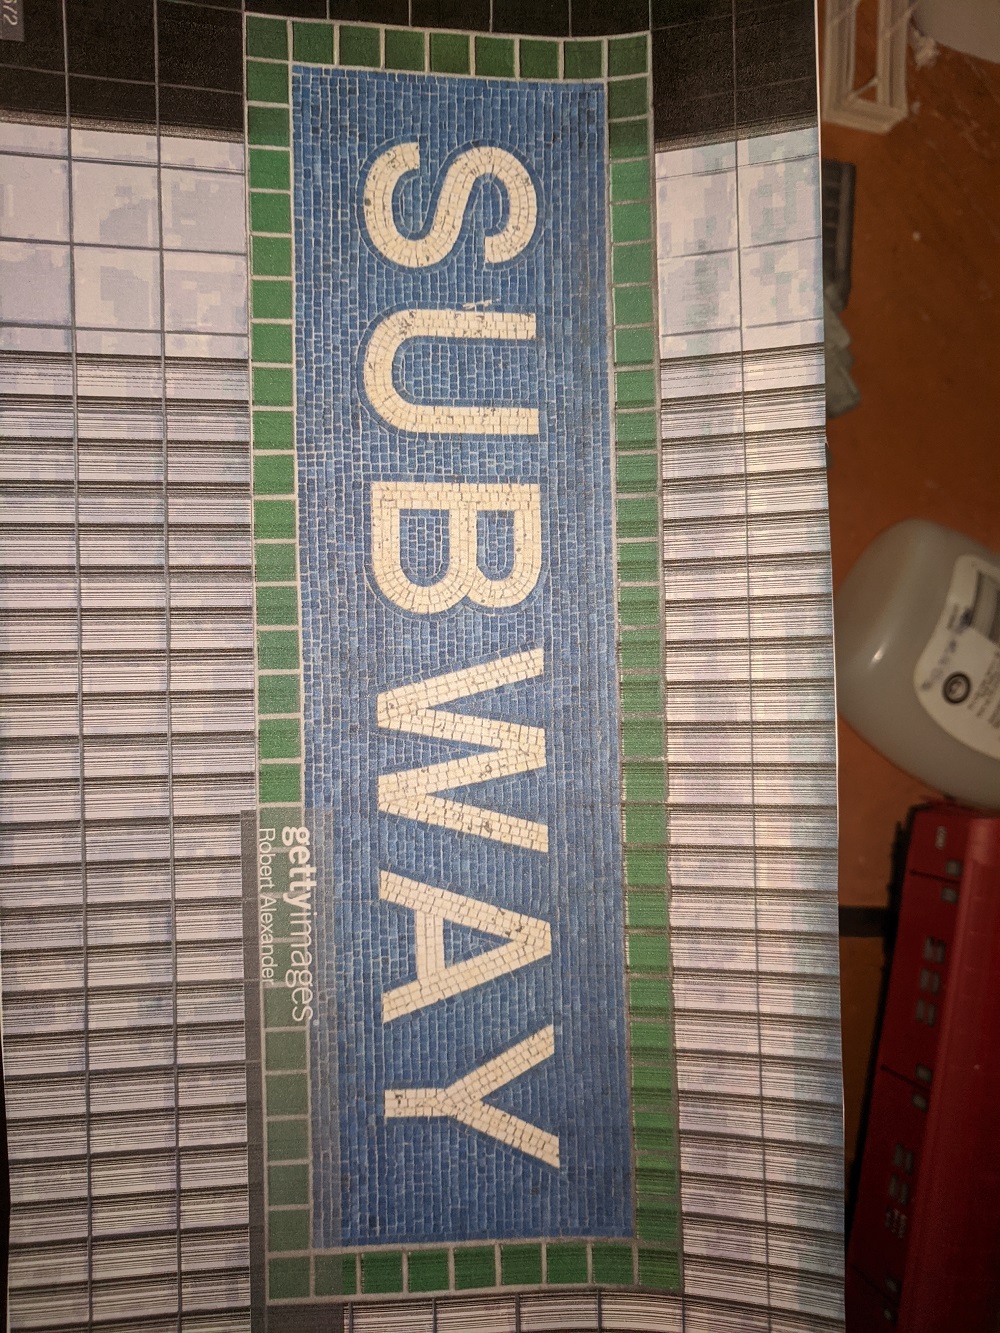 SUBWAY
gettyimages
Robert Alexander